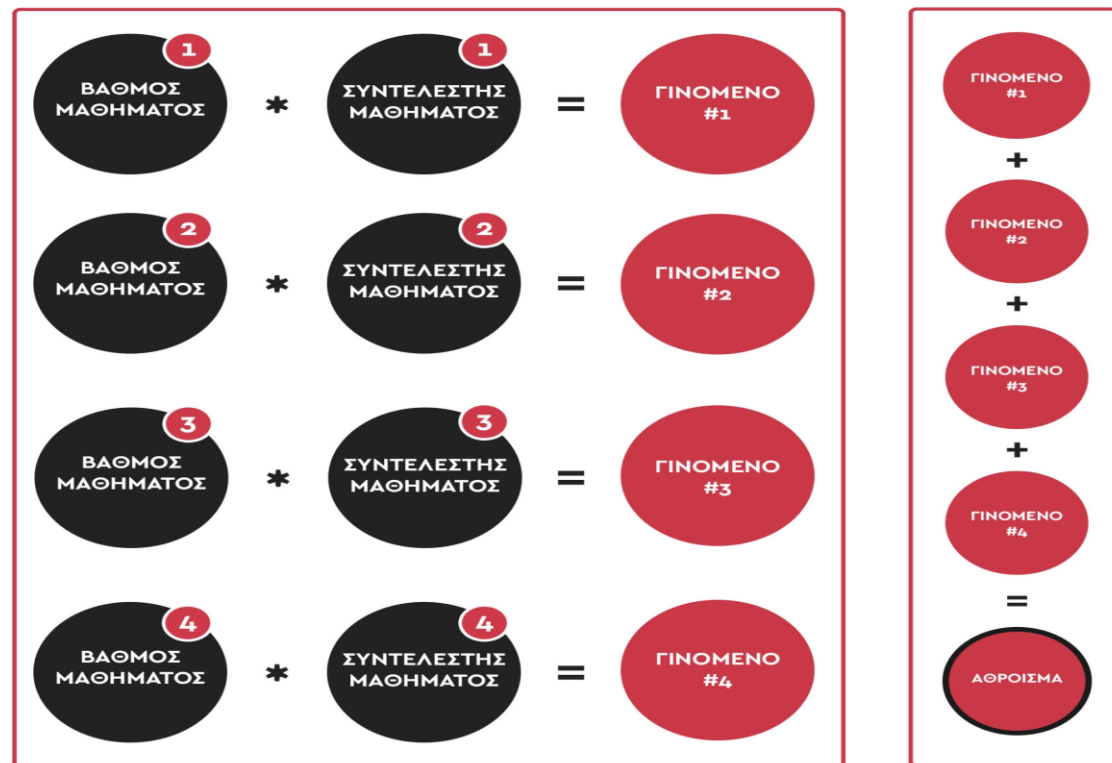 1
ΒΑΘΜΟΣ
ΜΑΘΗΜΑΤΟΣ
*
1
ΣΥΝΤΕΛΕΣΤΗΣ
ΜΑΘΗΜΑΤΟΣ
=
ΓΙΝΟΜΕΝΟ
#1
2
ΒΑΘΜΟΣ
ΜΑΘΗΜΑΤΟΣ
*
2
ΣΥΝΤΕΛΕΣΤΗΣ
ΜΑΘΗΜΑΤΟΣ
=
ΓΙΝΟΜΕΝΟ
#2
3
ΒΑΘΜΟΣ
ΜΑΘΗΜΑΤΟΣ
*
3
ΣΥΝΤΕΛΕΣΤΗΣ
ΜΑΘΗΜΑΤΟΣ
=
ΓΙΝΟΜΕΝΟ
#3
4
ΒΑΘΜΟΣ
ΜΑΘΗΜΑΤΟΣ
*
4
ΣΥΝΤΕΛΕΣΤΗΣ
ΜΑΘΗΜΑΤΟΣ
=
ΓΙΝΟΜΕΝΟ
#4
ΓΙΝΟΜΕΝΟ
#1
+
ΓΙΝΟΜΕΝΟ
#2
+
ΓΙΝΟΜΕΝΟ
#3
+
ΓΙΝΟΜΕΝΟ
#4
=
ΑΘΡΟΙΣΜΑ